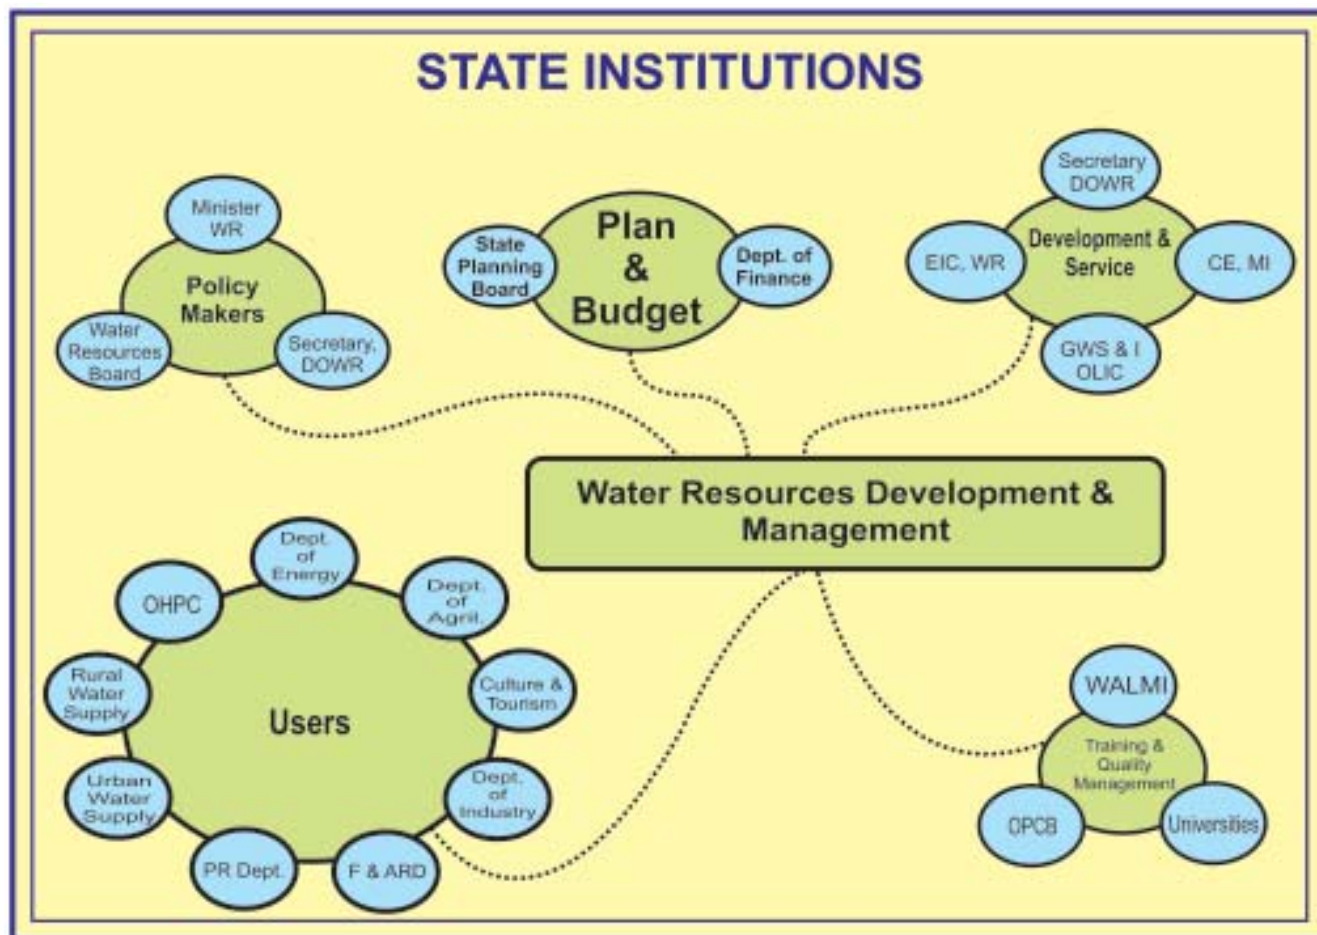 STATE INSTITUTIONS
Minister
WR
Policy
Makers
Water
Resources
Board
Secretary,
DOWR
State
Planning
Board
Plan
&
Budget
Dept. of
Finance
Secretary
DOWR
EIC, WR
Development &
Service
CE, MI
GWS & I
OLIC
Water Resources Development &
Management
Dept.
of
Energy
OHPC
Dept.
of
Agril.
Rural
Water
Supply
Users
Culture &
Tourism
Urban
Water
Supply
Dept.
of
Industry
PR Dept.
F & ARD
WALMI
Training &
Quality
Management
OPCB
Universities